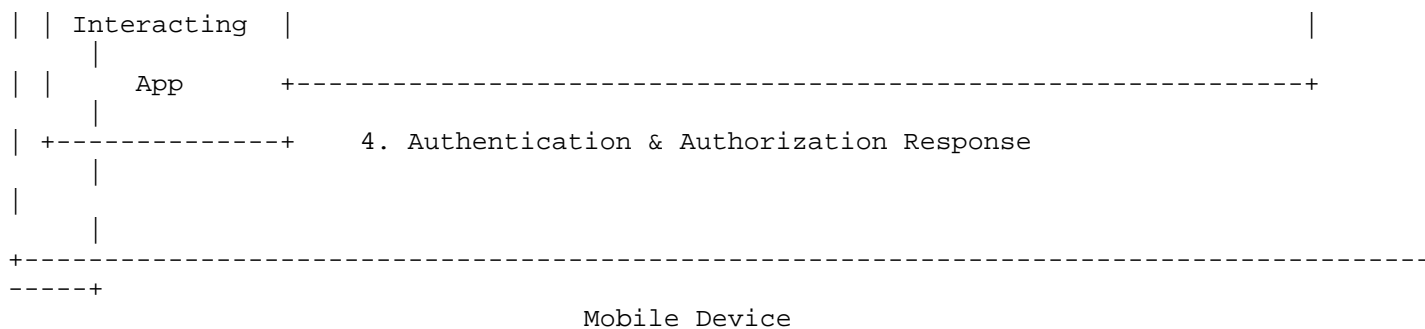 | | Interacting |                                                                |
     |
| |     App     +----------------------------------------------------------------+
     |
| +--------------+    4. Authentication & Authorization Response
     |
|
     |
+----------------------------------------------------------------------------------------
-----+
                                    Mobile Device